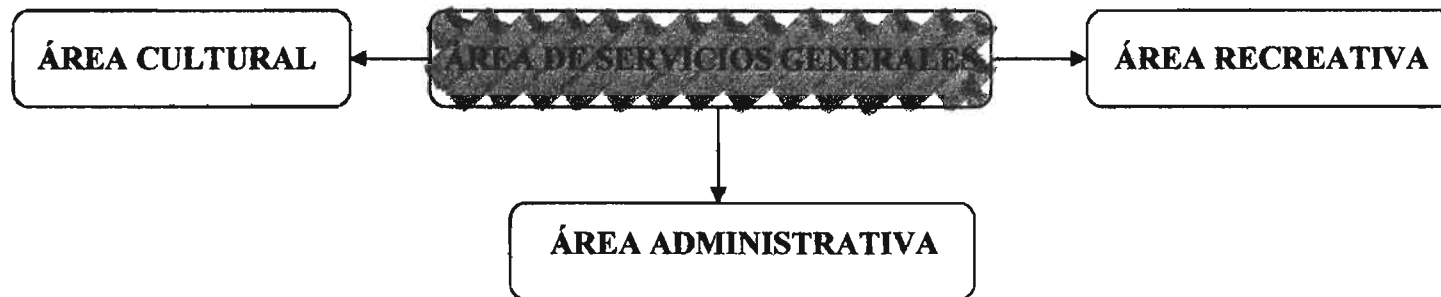 ÁREA CULTURAL
ÁREA DE SERVICIOS GENERALES
ÁREA RECREATIVA
ÁREA ADMINISTRATIVA